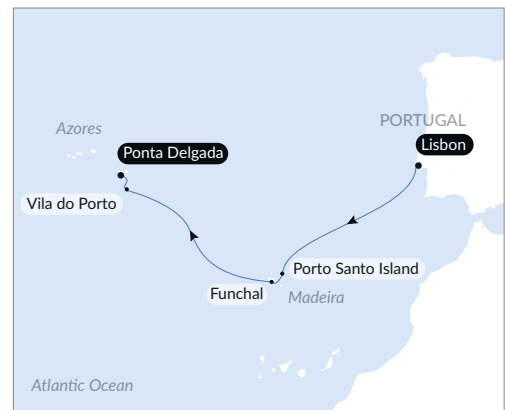 PORTUGAL
Azores
Lisbon
Ponta Delgada
Vila do Porto
Porto Santo Island
Funchal
Madeira
Atlantic Ocean